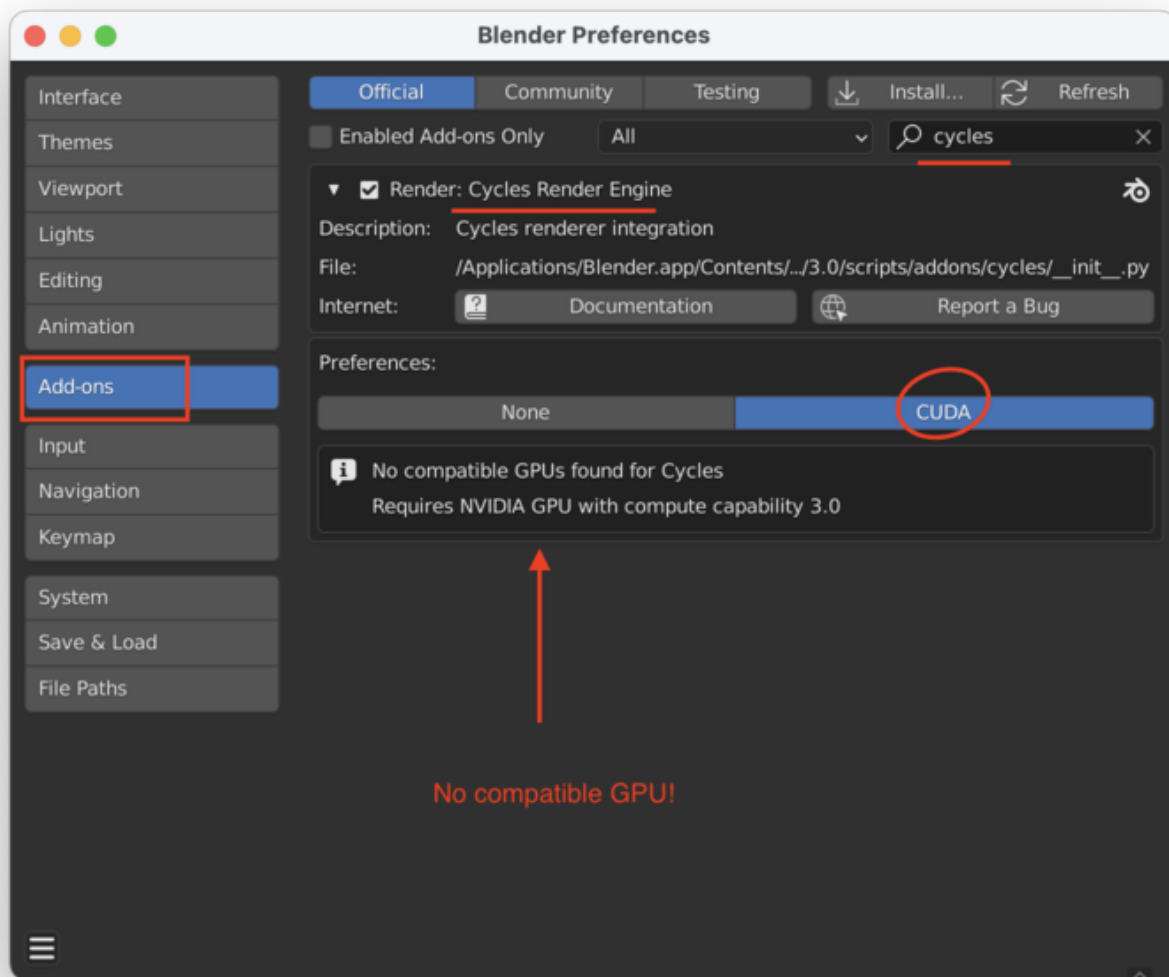 Blender Preferences
Interface
Themes
Viewport
Lights
Editing
Animation
Add-ons
Input
Navigation
Keymap
System
Save & Load
File Paths
Official Community Testing Install... Refresh
Enabled Add-ons Only All cycles
Render: Cycles Render Engine
Description: Cycles renderer integration
File: /Applications/Blender.app/Contents/.../3.0/scripts/addons/cycles/__init__.py
Internet: Documentation Report a Bug
Preferences:
None CUDA
No compatible GPUs found for Cycles
Requires NVIDIA GPU with compute capability 3.0
No compatible GPU!